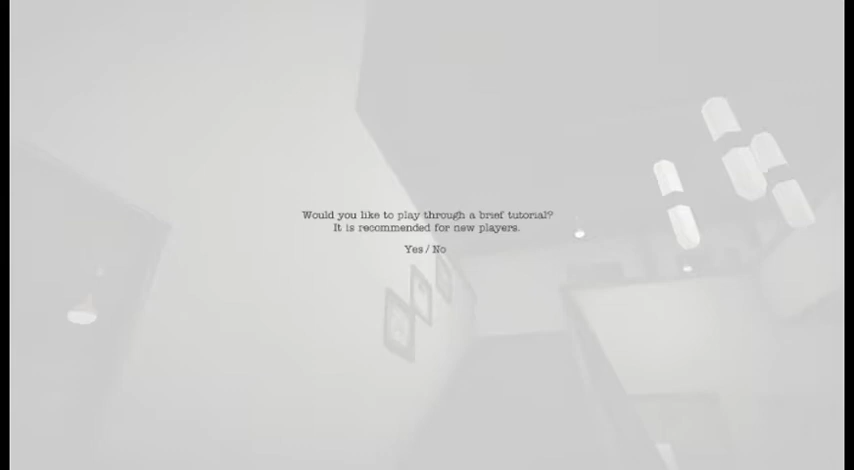 Would you like to play through a brief tutorial?
It is recommended for new players.
Yes / No